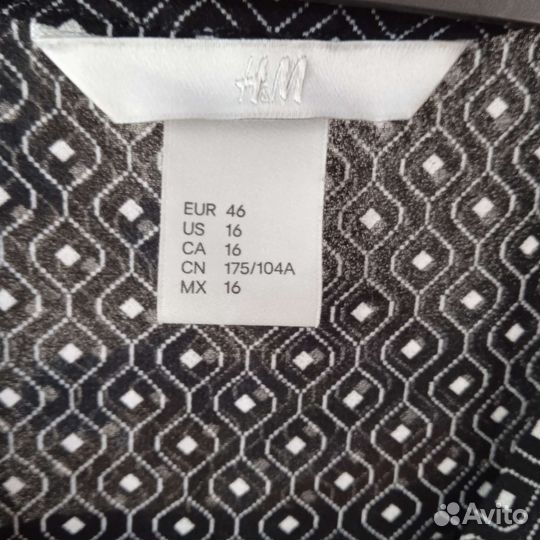 H&M
EUR 46
US 16
CA 16
CN 175/104A
MX 16
Avito